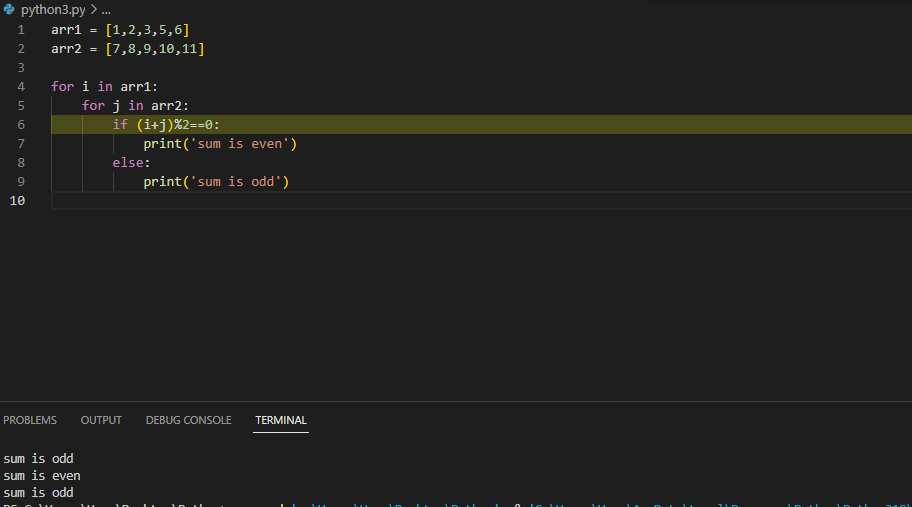 python3.py > ...
1 arr1 = [1,2,3,5,6]
2 arr2 = [7,8,9,10,11]
3
4 for i in arr1:
5     for j in arr2:
6         if (i+j)%2==0:
7             print('sum is even')
8         else:
9             print('sum is odd')
10
PROBLEMS OUTPUT DEBUG CONSOLE TERMINAL
sum is odd
sum is even
sum is odd